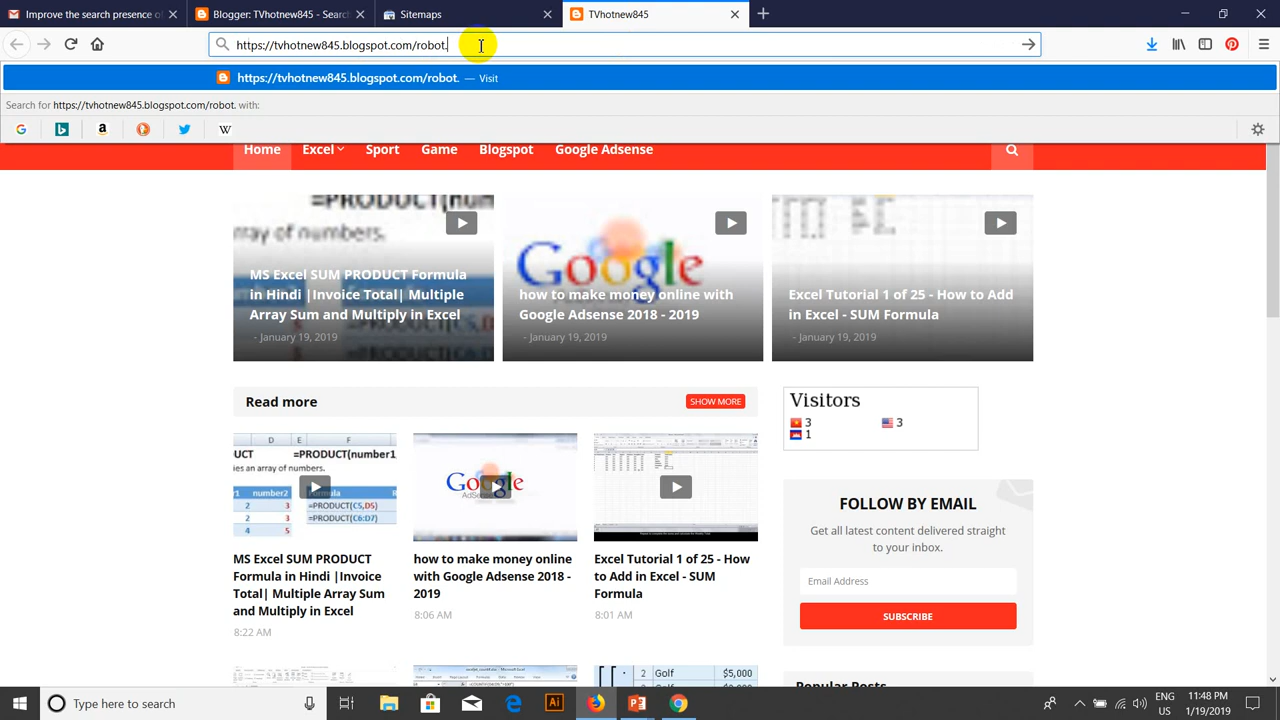 Improve the search presence o
Blogger: TVhotnew845 - Search
Sitemaps
TVhotnew845
https://tvhotnew845.blogspot.com/robot.
https://tvhotnew845.blogspot.com/robot. — Visit
Search for https://tvhotnew845.blogspot.com/robot. with:
Home Excel Sport Game Blogspot Google Adsense
MS Excel SUM PRODUCT Formula
in Hindi |Invoice Total| Multiple
Array Sum and Multiply in Excel
- January 19, 2019
how to make money online with
Google Adsense 2018 - 2019
- January 19, 2019
Excel Tutorial 1 of 25 - How to Add
in Excel - SUM Formula
- January 19, 2019
Read more
SHOW MORE
MS Excel SUM PRODUCT
Formula in Hindi |Invoice
Total| Multiple Array Sum
and Multiply in Excel
8:22 AM
how to make money online
with Google Adsense 2018 -
2019
8:06 AM
Excel Tutorial 1 of 25 - How
to Add in Excel - SUM
Formula
8:01 AM
Visitors
3 3
1
FOLLOW BY EMAIL
Get all latest content delivered straight
to your inbox.
Email Address
SUBSCRIBE
2 Golf $5,000
Popular Posts
Type here to search
ENG
US
11:48 PM
1/19/2019